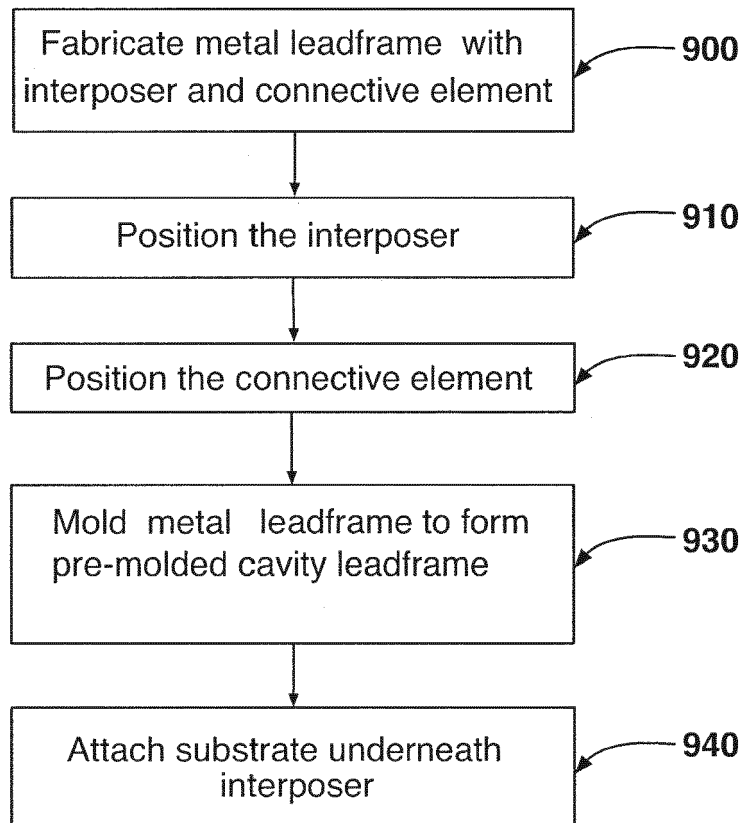 Fabricate metal leadframe with
interposer and connective element
900
Position the interposer
910
Position the connective element
920
Mold metal leadframe to form
pre-molded cavity leadframe
930
Attach substrate underneath
interposer
940